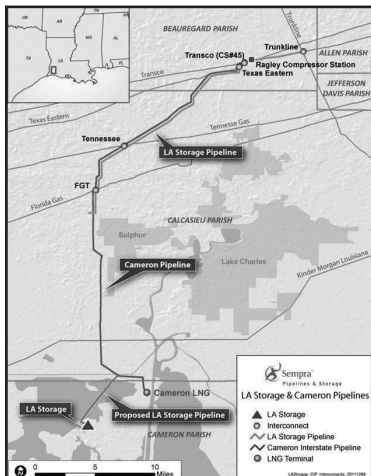 OK
AR
TN
MS
AL
GA
TX
LA
FL
BEAUREGARD PARISH
Trunkline
Transco (CS#45)
Trunkline
ALLEN PARISH
Ragley Compressor Station
Transco
Texas Eastern
JEFFERSON
DAVIS PARISH
Texas Eastern
Tennessee
Tennesse Gas
LA Storage Pipeline
FGT
Florida Gas
CALCASIEU PARISH
Sulphur
Lake Charles
Cameron Pipeline
Kinder Morgan Louisiana
Cameron LNG
LA Storage
Proposed LA Storage Pipeline
CAMERON PARISH
0 5 10
Miles
Sempra
Pipelines & Storage
LA Storage & Cameron Pipelines
LA Storage
Interconnect
LA Storage Pipeline
Cameron Interstate Pipeline
LNG Terminal